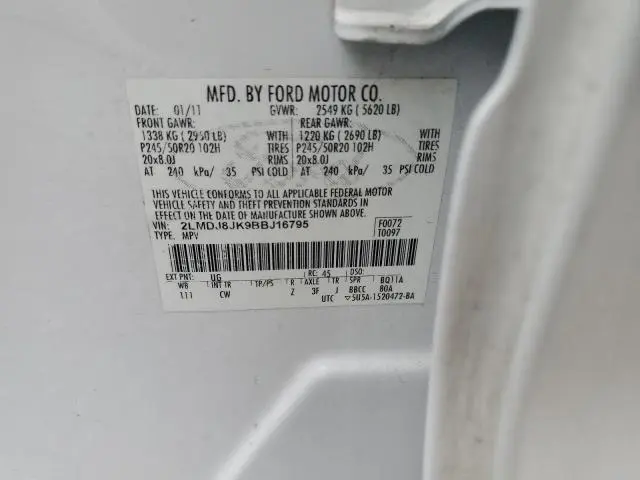 MFD. BY FORD MOTOR CO.
DATE: 01/11 GVWR: 2549 KG ( 5620 LB)
FRONT GAWR: REAR GAWR:
1338 KG ( 2950 LB) WITH 1220 KG ( 2690 LB) WITH
P245/50R20 102H TIRES P245/50R20 102H TIRES
20x8.0J RIMS 20x8.0J RIMS
AT 240 kPa/ 35 PSI COLD AT 240 kPa/ 35 PSI COLD
THIS VEHICLE CONFORMS TO ALL APPLICABLE FEDERAL MOTOR
VEHICLE SAFETY AND THEFT PREVENTION STANDARDS IN
EFFECT ON THE DATE OF MANUFACTURE SHOWN ABOVE.
VIN: 2LMDJ8JK9BBJ16795 F0072
TYPE: MPV T0097
EXT PNT: UG RC: 45 DSO:
WB INT TR TP/PS R AXLE TR SPR BQ11A
111 CW Z 3F J BBCC 80A
UTC ▽5U5A-1520472-BA